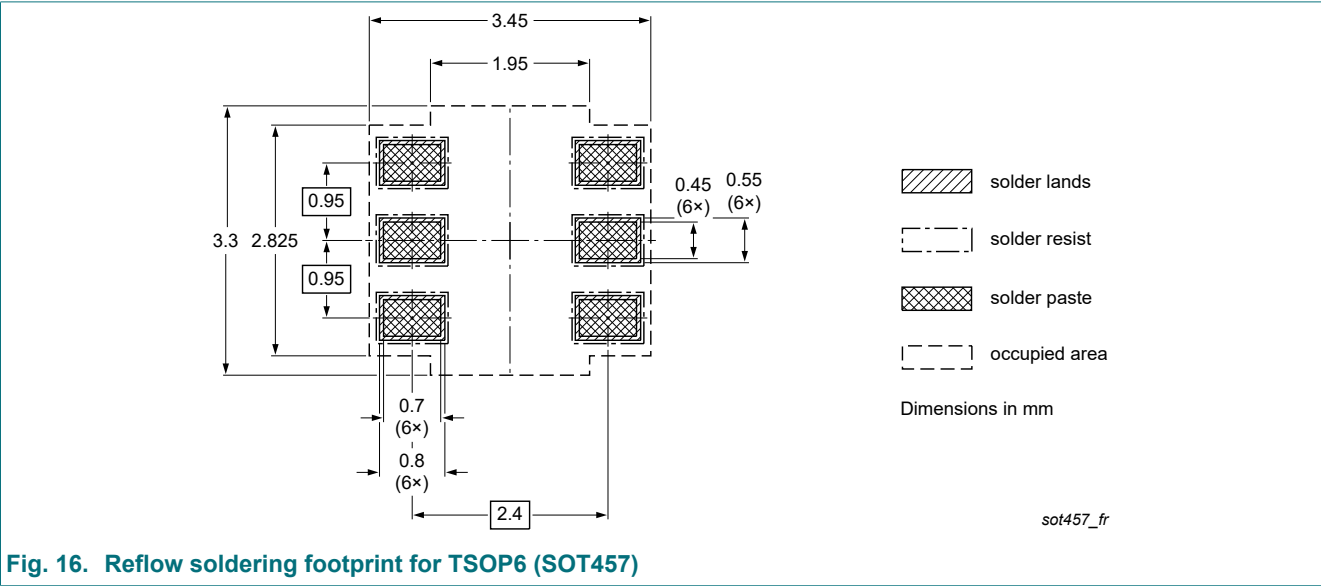 3.45
1.95
0.95
3.3 2.825
0.95
0.45 0.55
(6×) (6×)
0.7
(6×)
0.8
(6×)
2.4
solder lands
solder resist
solder paste
occupied area
Dimensions in mm
sot457_fr
Fig. 16. Reflow soldering footprint for TSOP6 (SOT457)